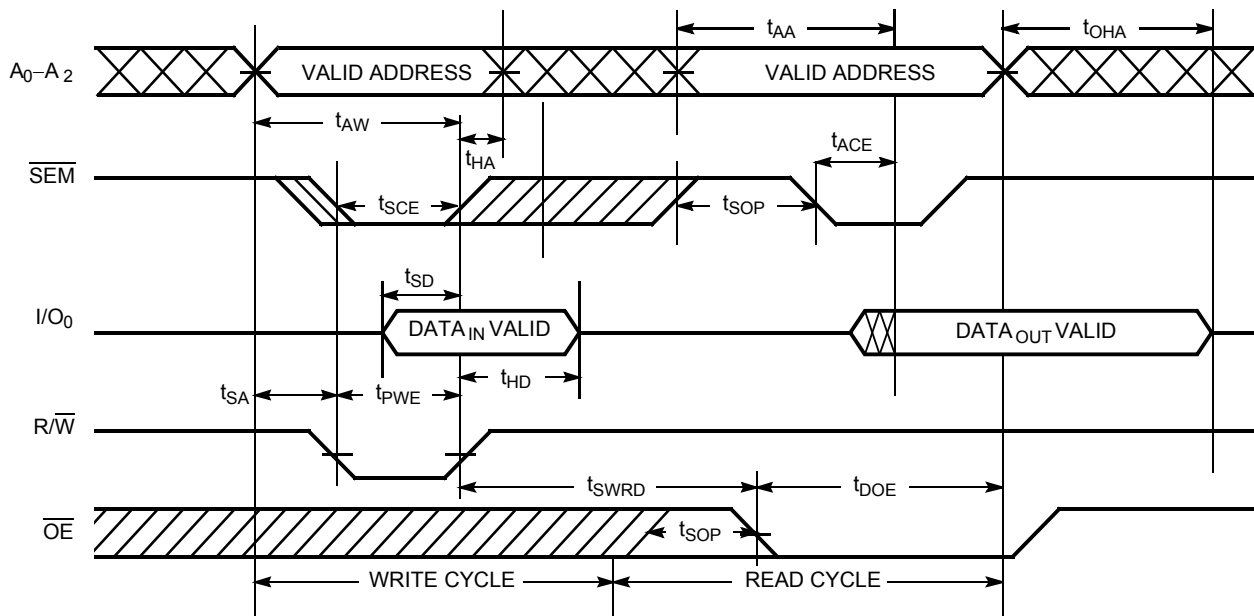 tAA
tOHA
A0–A2
VALID ADDRESS
VALID ADDRESS
tAW
tHA
tACE
SEM
tSCE
tSOP
tSD
I/O0
DATAIN VALID
DATAOUT VALID
tHD
tSA
tPWE
R/W
tSWRD
tDOE
OE
tSOP
WRITE CYCLE
READ CYCLE